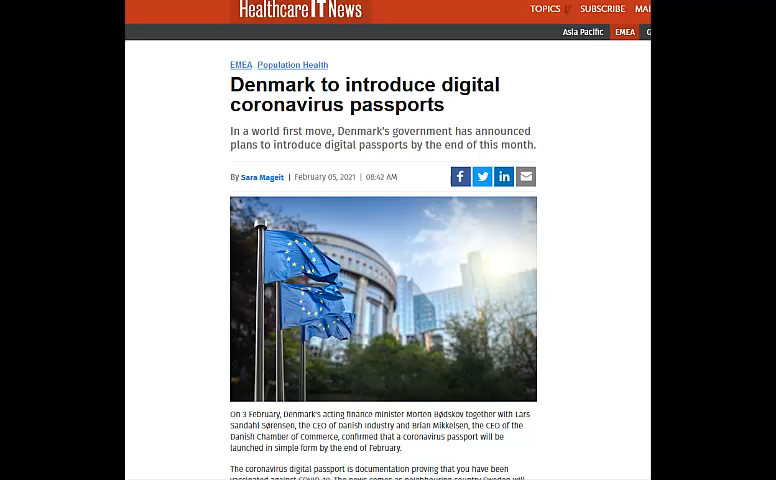 Healthcare IT News
TOPICS SUBSCRIBE
Asia Pacific EMEA
EMEA Population Health
Denmark to introduce digital
coronavirus passports
In a world first move, Denmark's government has announced
plans to introduce digital passports by the end of this month.
By Sara Mageit | February 05, 2021 | 08:42 AM
On 3 February, Denmark's acting finance minister Morten Bødskov together with Lars
Sandahl Sørensen, the CEO of Danish Industry and Brian Mikkelsen, the CEO of the
Danish Chamber of Commerce, confirmed that a coronavirus passport will be
launched in simple form by the end of February.
The coronavirus digital passport is documentation proving that you have been
vaccinated against COVID-19. The news comes as neighbouring country Sweden will